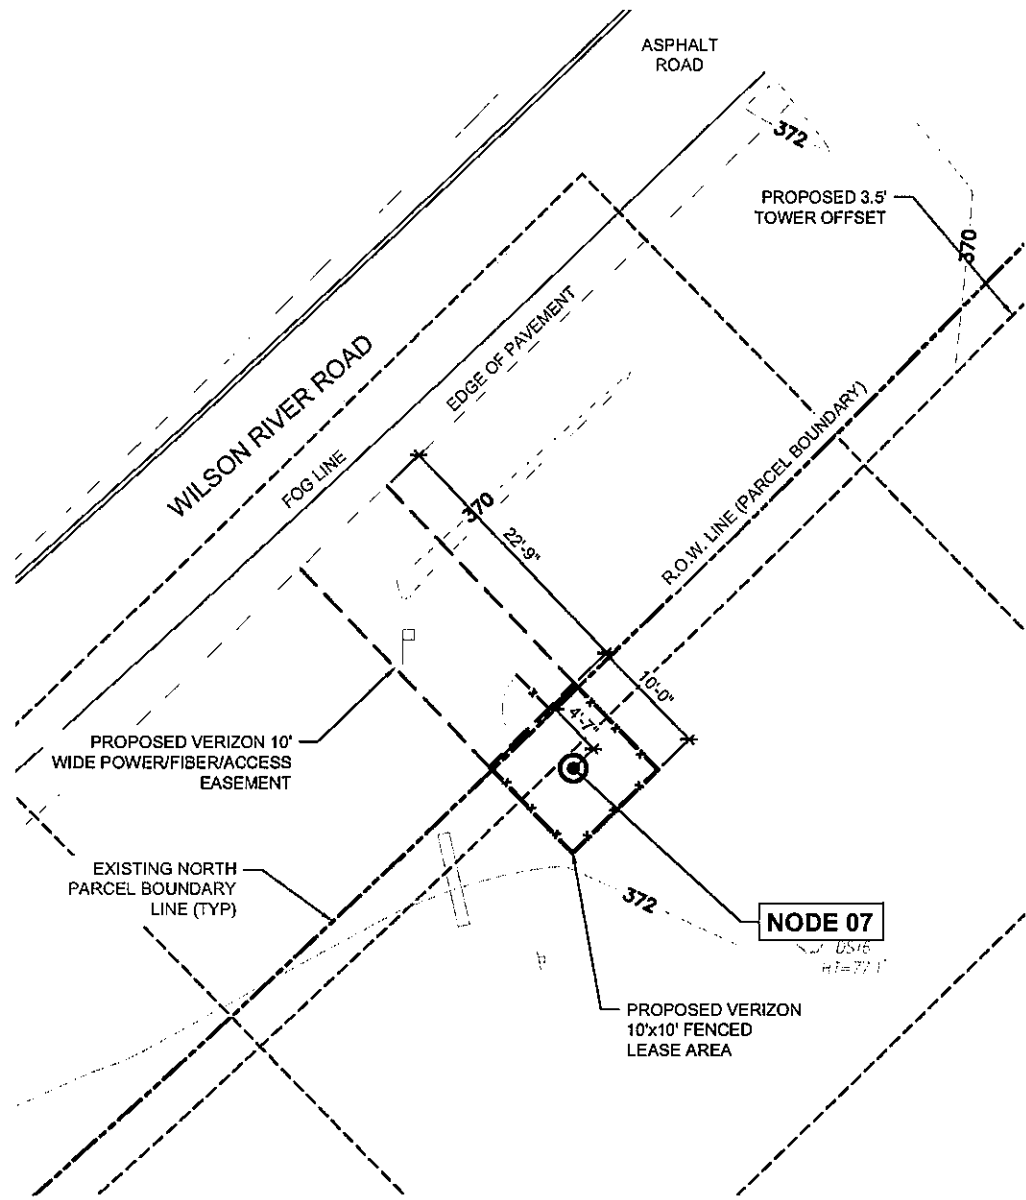 ASPHALT
ROAD
372
PROPOSED 3.5'
TOWER OFFSET
370
EDGE OF PAVEMENT
WILSON RIVER ROAD
FOG LINE
R.O.W. LINE (PARCEL BOUNDARY)
370
22'-9"
10'-0"
4'-7"
PROPOSED VERIZON 10'
WIDE POWER/FIBER/ACCESS
EASEMENT
EXISTING NORTH
PARCEL BOUNDARY
LINE (TYP)
372
NODE 07
DS16
PROPOSED VERIZON
10'x10' FENCED
LEASE AREA